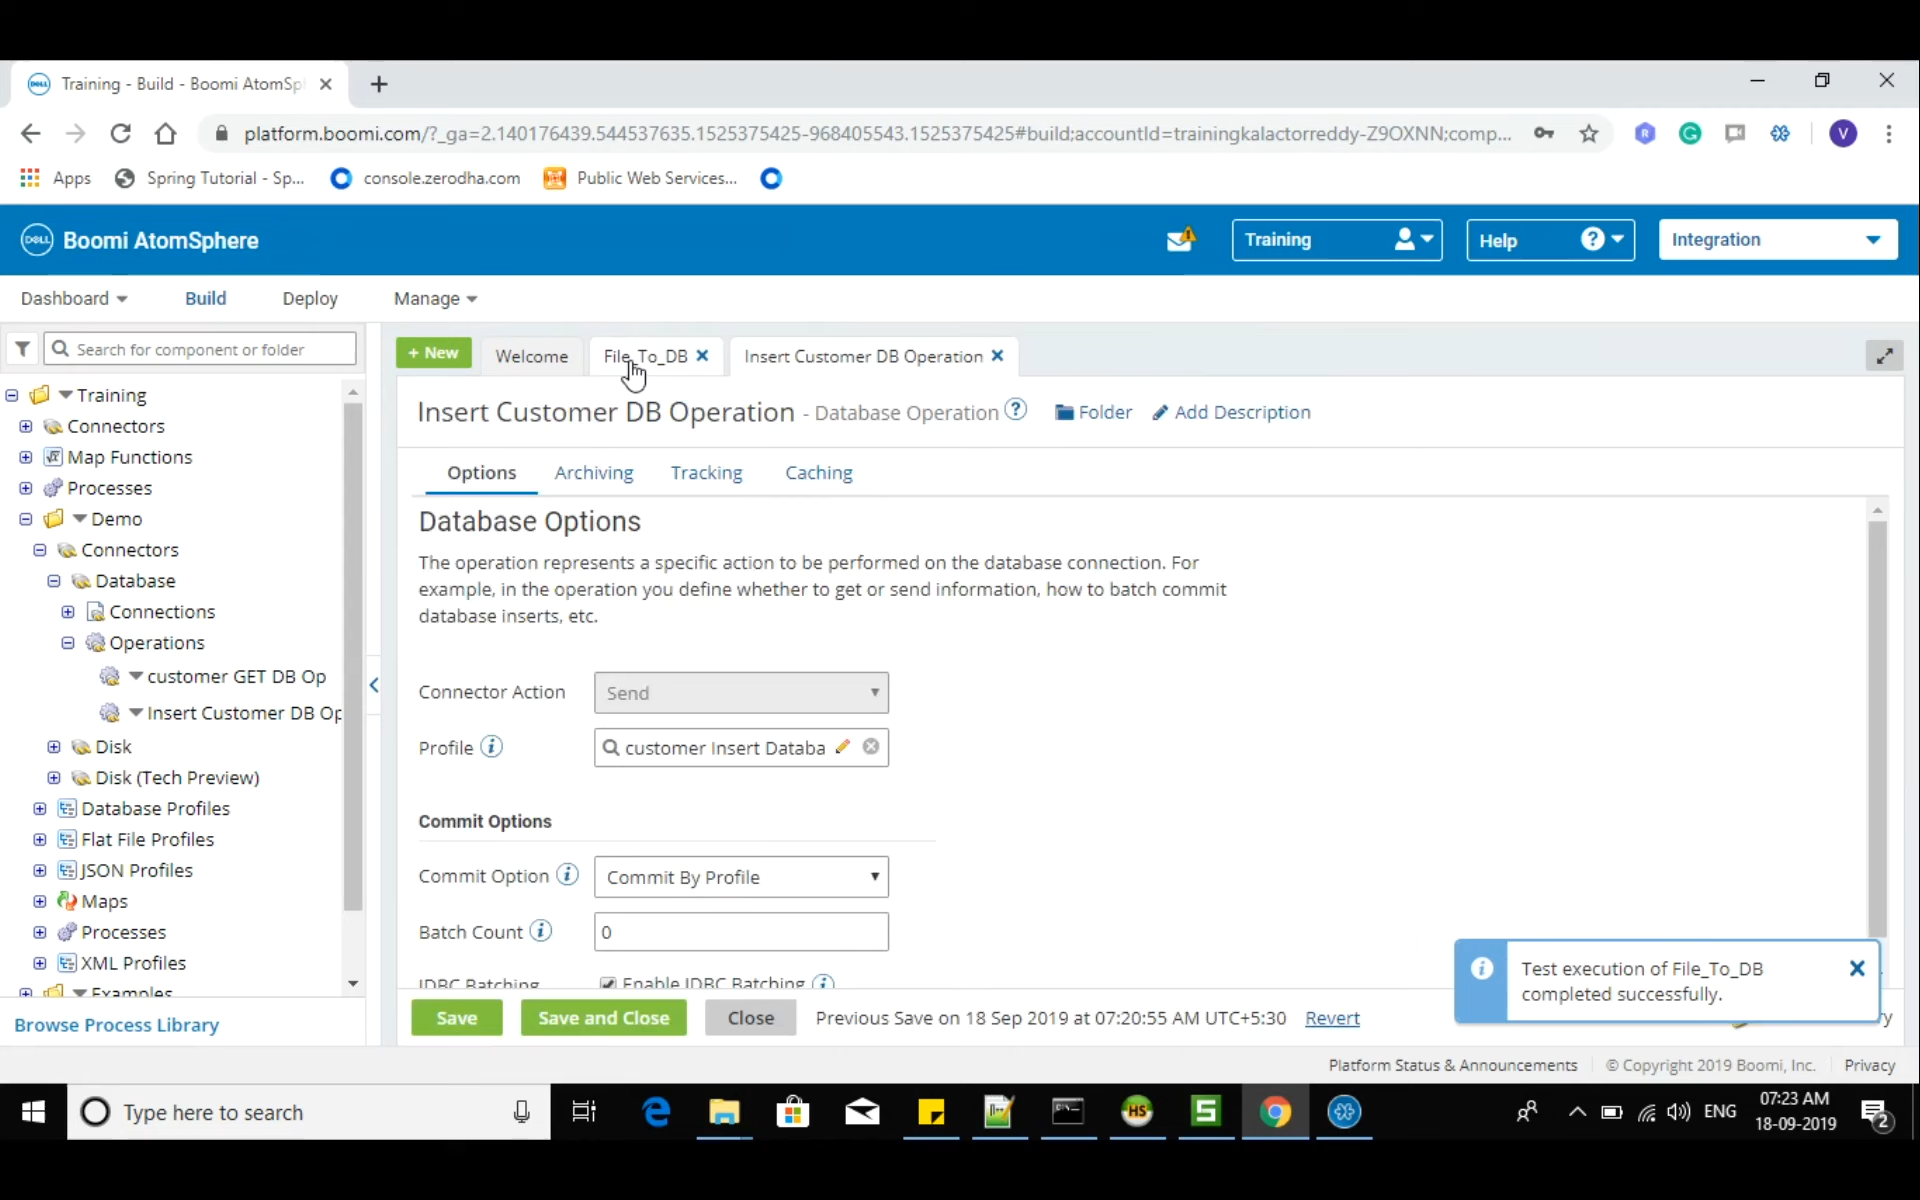 Training - Build - Boomi AtomSp
platform.boomi.com/?_ga=2.140176439.544537635.1525375425-968405543.1525375425#build;accountId=trainingkalactorreddy-Z9OXNN;comp...
V
Apps
Spring Tutorial - Sp...
console.zerodha.com
Public Web Services...
DELL
Boomi AtomSphere
Training
Help
Integration
Dashboard
Build
Deploy
Manage
Search for component or folder
+ New
Welcome
File_To_DB
Insert Customer DB Operation
Training
Connectors
Map Functions
Processes
Demo
Connectors
Database
Connections
Operations
customer GET DB Op
Insert Customer DB Op
Disk
Disk (Tech Preview)
Database Profiles
Flat File Profiles
JSON Profiles
Maps
Processes
XML Profiles
Examples
Browse Process Library
Insert Customer DB Operation - Database Operation
Folder
Add Description
Options
Archiving
Tracking
Caching
Database Options
The operation represents a specific action to be performed on the database connection. For
example, in the operation you define whether to get or send information, how to batch commit
database inserts, etc.
Connector Action
Send
Profile
customer Insert Databa
Commit Options
Commit Option
Commit By Profile
Batch Count
0
JDBC Batching
Enable JDBC Batching
Test execution of File_To_DB
completed successfully.
Save
Save and Close
Close
Previous Save on 18 Sep 2019 at 07:20:55 AM UTC+5:30
Revert
Platform Status & Announcements
© Copyright 2019 Boomi, Inc.
Privacy
Type here to search
HS
S
ENG
07:23 AM
18-09-2019
2